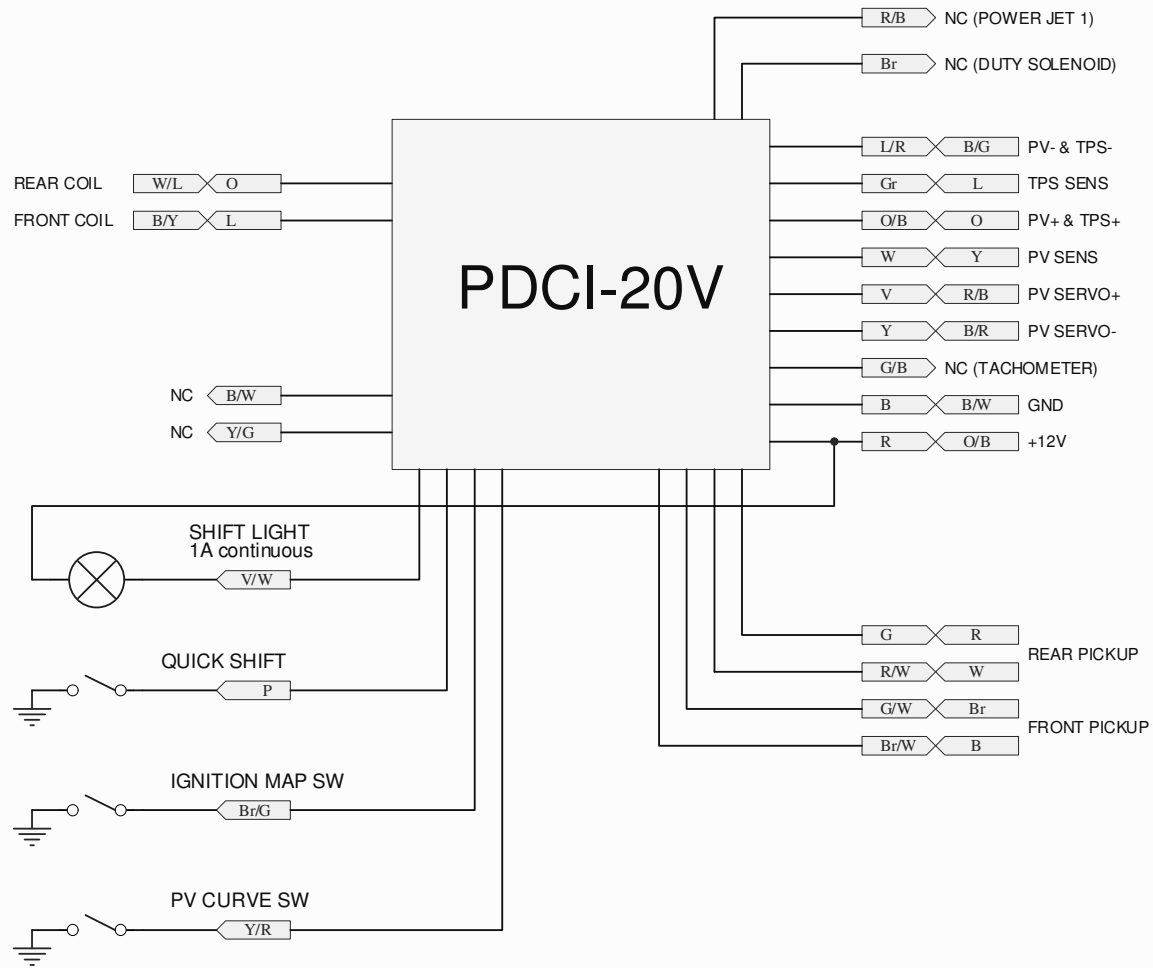 R/B NC (POWER JET 1)
Br NC (DUTY SOLENOID)
L/R B/G PV- & TPS-
REAR COIL W/L O
Gr L TPS SENS
FRONT COIL B/Y L
O/B O PV+ & TPS+
W Y PV SENS
PDCI-20V
V R/B PV SERVO+
Y B/R PV SERVO-
G/B NC (TACHOMETER)
NC B/W
B B/W GND
NC Y/G
R O/B +12V
SHIFT LIGHT
1A continuous
V/W
G R
REAR PICKUP
QUICK SHIFT
R/W W
P
G/W Br
FRONT PICKUP
Br/W B
IGNITION MAP SW
Br/G
PV CURVE SW
Y/R